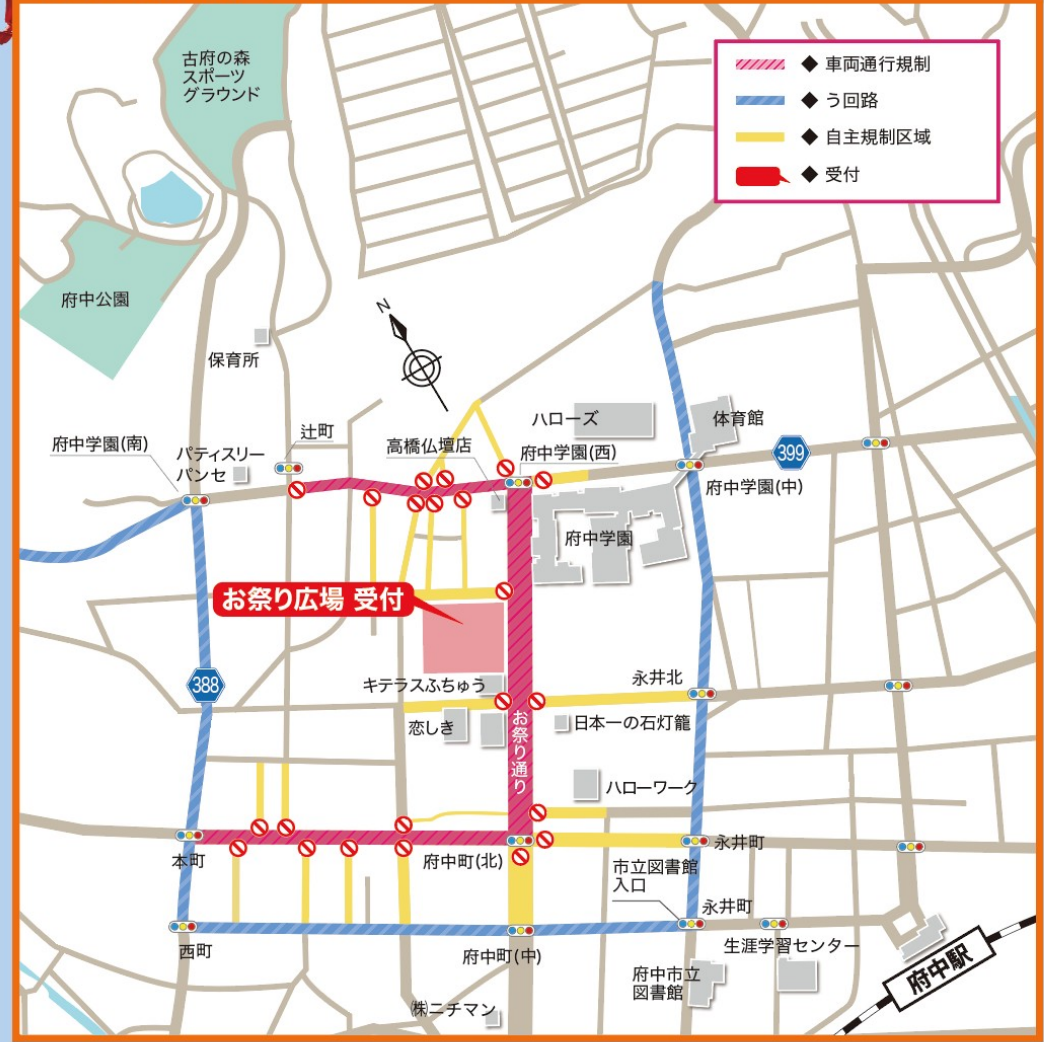 古府の森
スポーツ
グラウンド
◆ 車両通行規制
◆ う回路
◆ 自主規制区域
◆ 受付
府中公園
N
保育所
ハローズ
体育館
府中学園(南)
パティスリー
パンセ
辻町
高橋仏壇店
府中学園(西)
399
府中学園(中)
府中学園
お祭り広場 受付
388
キテラスふちゅう
永井北
恋しき
お祭り通り
日本一の石灯籠
ハローワーク
本町
府中町(北)
永井町
市立図書館
入口
永井町
西町
府中町(中)
生涯学習センター
府中市立
図書館
府中駅
㈱ニチマン